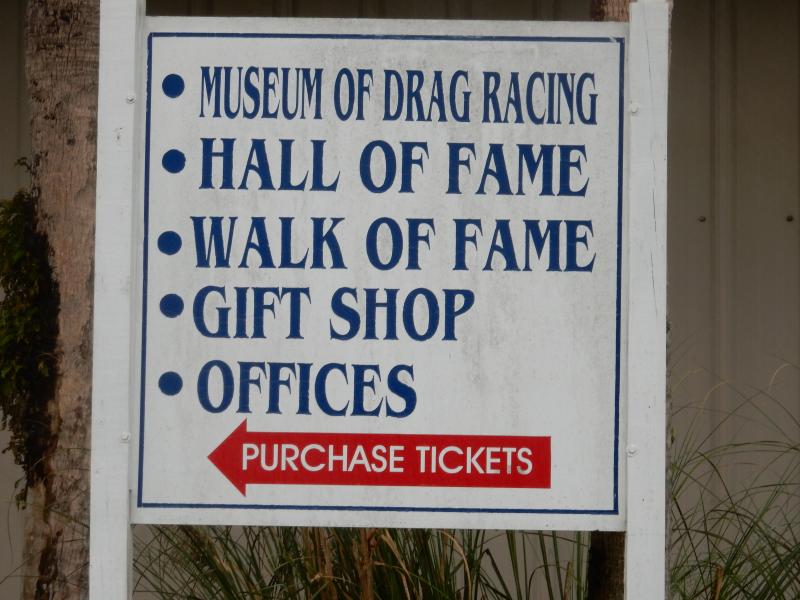 • MUSEUM OF DRAG RACING
• HALL OF FAME
• WALK OF FAME
• GIFT SHOP
• OFFICES
PURCHASE TICKETS